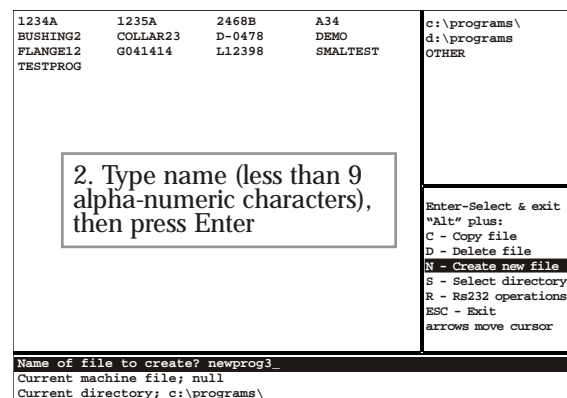 1234A 1235A 2468B A34
BUSHING2 COLLAR23 D-0478 DEMO
FLANGE12 G041414 L12398 SMALTEST
TESTPROG
c:\programs\
d:\programs
OTHER
2. Type name (less than 9
alpha-numeric characters),
then press Enter
Enter-Select & exit
"Alt" plus:
C - Copy file
D - Delete file
N - Create new file
S - Select directory
R - Rs232 operations
ESC - Exit
arrows move cursor
Name of file to create? newprog3_
Current machine file; null
Current directory; c:\programs\